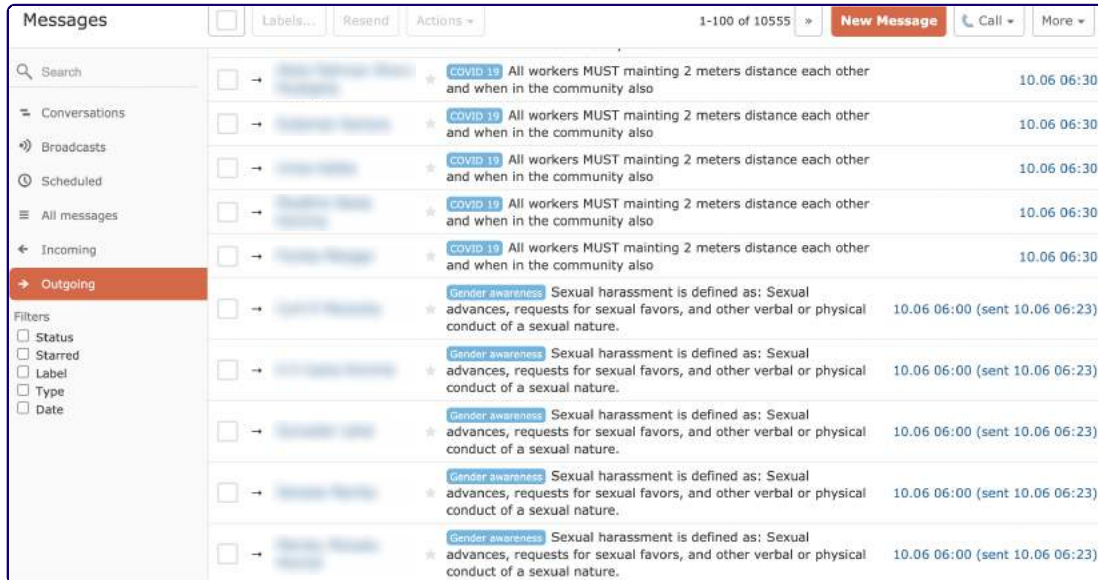 Messages
Labels... Resend Actions 1-100 of 10555 » New Message Call More
Search
Conversations
Broadcasts
Scheduled
All messages
Incoming
Outgoing
Filters
Status
Starred
Label
Type
Date
COVID 19 All workers MUST mainting 2 meters distance each other
and when in the community also
10.06 06:30
COVID 19 All workers MUST mainting 2 meters distance each other
and when in the community also
10.06 06:30
COVID 19 All workers MUST mainting 2 meters distance each other
and when in the community also
10.06 06:30
COVID 19 All workers MUST mainting 2 meters distance each other
and when in the community also
10.06 06:30
COVID 19 All workers MUST mainting 2 meters distance each other
and when in the community also
10.06 06:30
Gender awareness Sexual harassment is defined as: Sexual
advances, requests for sexual favors, and other verbal or physical
conduct of a sexual nature.
10.06 06:00 (sent 10.06 06:23)
Gender awareness Sexual harassment is defined as: Sexual
advances, requests for sexual favors, and other verbal or physical
conduct of a sexual nature.
10.06 06:00 (sent 10.06 06:23)
Gender awareness Sexual harassment is defined as: Sexual
advances, requests for sexual favors, and other verbal or physical
conduct of a sexual nature.
10.06 06:00 (sent 10.06 06:23)
Gender awareness Sexual harassment is defined as: Sexual
advances, requests for sexual favors, and other verbal or physical
conduct of a sexual nature.
10.06 06:00 (sent 10.06 06:23)
Gender awareness Sexual harassment is defined as: Sexual
advances, requests for sexual favors, and other verbal or physical
conduct of a sexual nature.
10.06 06:00 (sent 10.06 06:23)